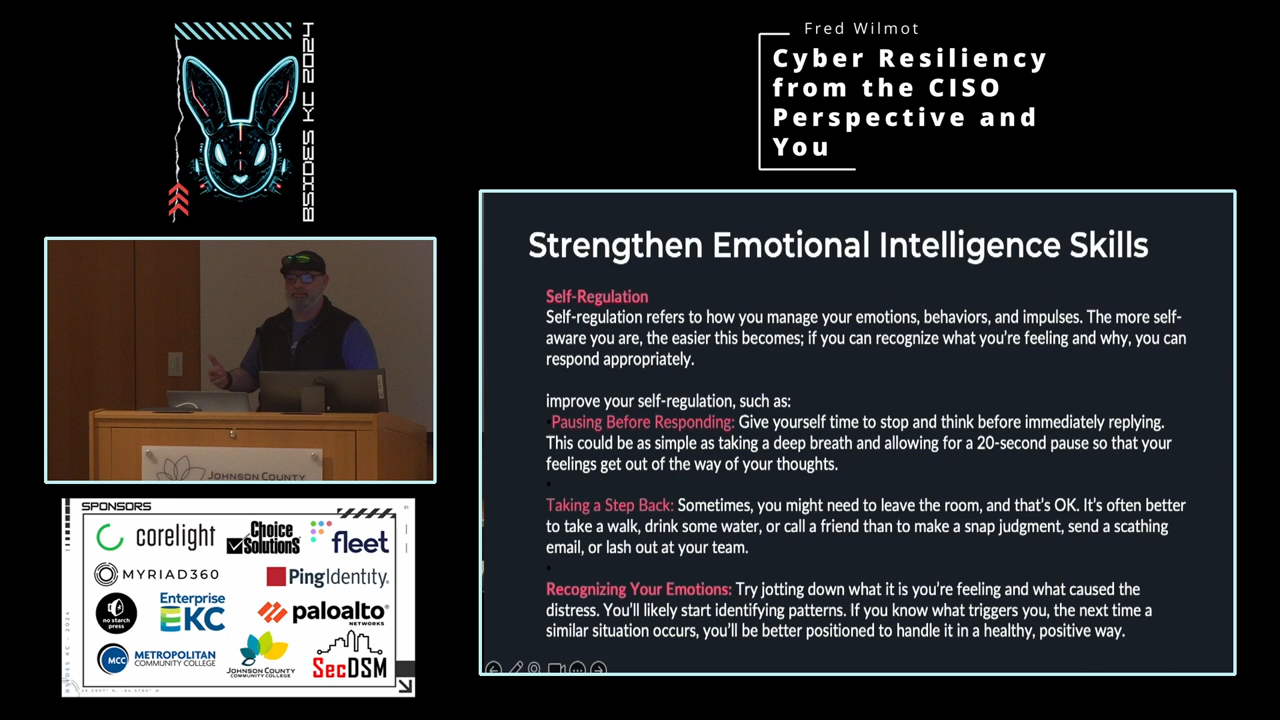 Fred Wilmot
Cyber Resiliency
from the CISO
Perspective and
You
BSIDES KC 2024
Strengthen Emotional Intelligence Skills
Self-Regulation
Self-regulation refers to how you manage your emotions, behaviors, and impulses. The more self-
aware you are, the easier this becomes; if you can recognize what you're feeling and why, you can
respond appropriately.
improve your self-regulation, such as:
•Pausing Before Responding: Give yourself time to stop and think before immediately replying.
This could be as simple as taking a deep breath and allowing for a 20-second pause so that your
feelings get out of the way of your thoughts.
•
Taking a Step Back: Sometimes, you might need to leave the room, and that's OK. It's often better
to take a walk, drink some water, or call a friend than to make a snap judgment, send a scathing
email, or lash out at your team.
•
Recognizing Your Emotions: Try jotting down what it is you're feeling and what caused the
distress. You'll likely start identifying patterns. If you know what triggers you, the next time a
similar situation occurs, you'll be better positioned to handle it in a healthy, positive way.
JOHNSON COUNTY
SPONSORS
corelight
Choice
Solutions
fleet
MYRIAD360
PingIdentity
no starch
press
Enterprise
KC
paloalto
NETWORKS
MCC
METROPOLITAN
COMMUNITY COLLEGE
JOHNSON COUNTY
COMMUNITY COLLEGE
SecDSM
BSIDES KC - 2024